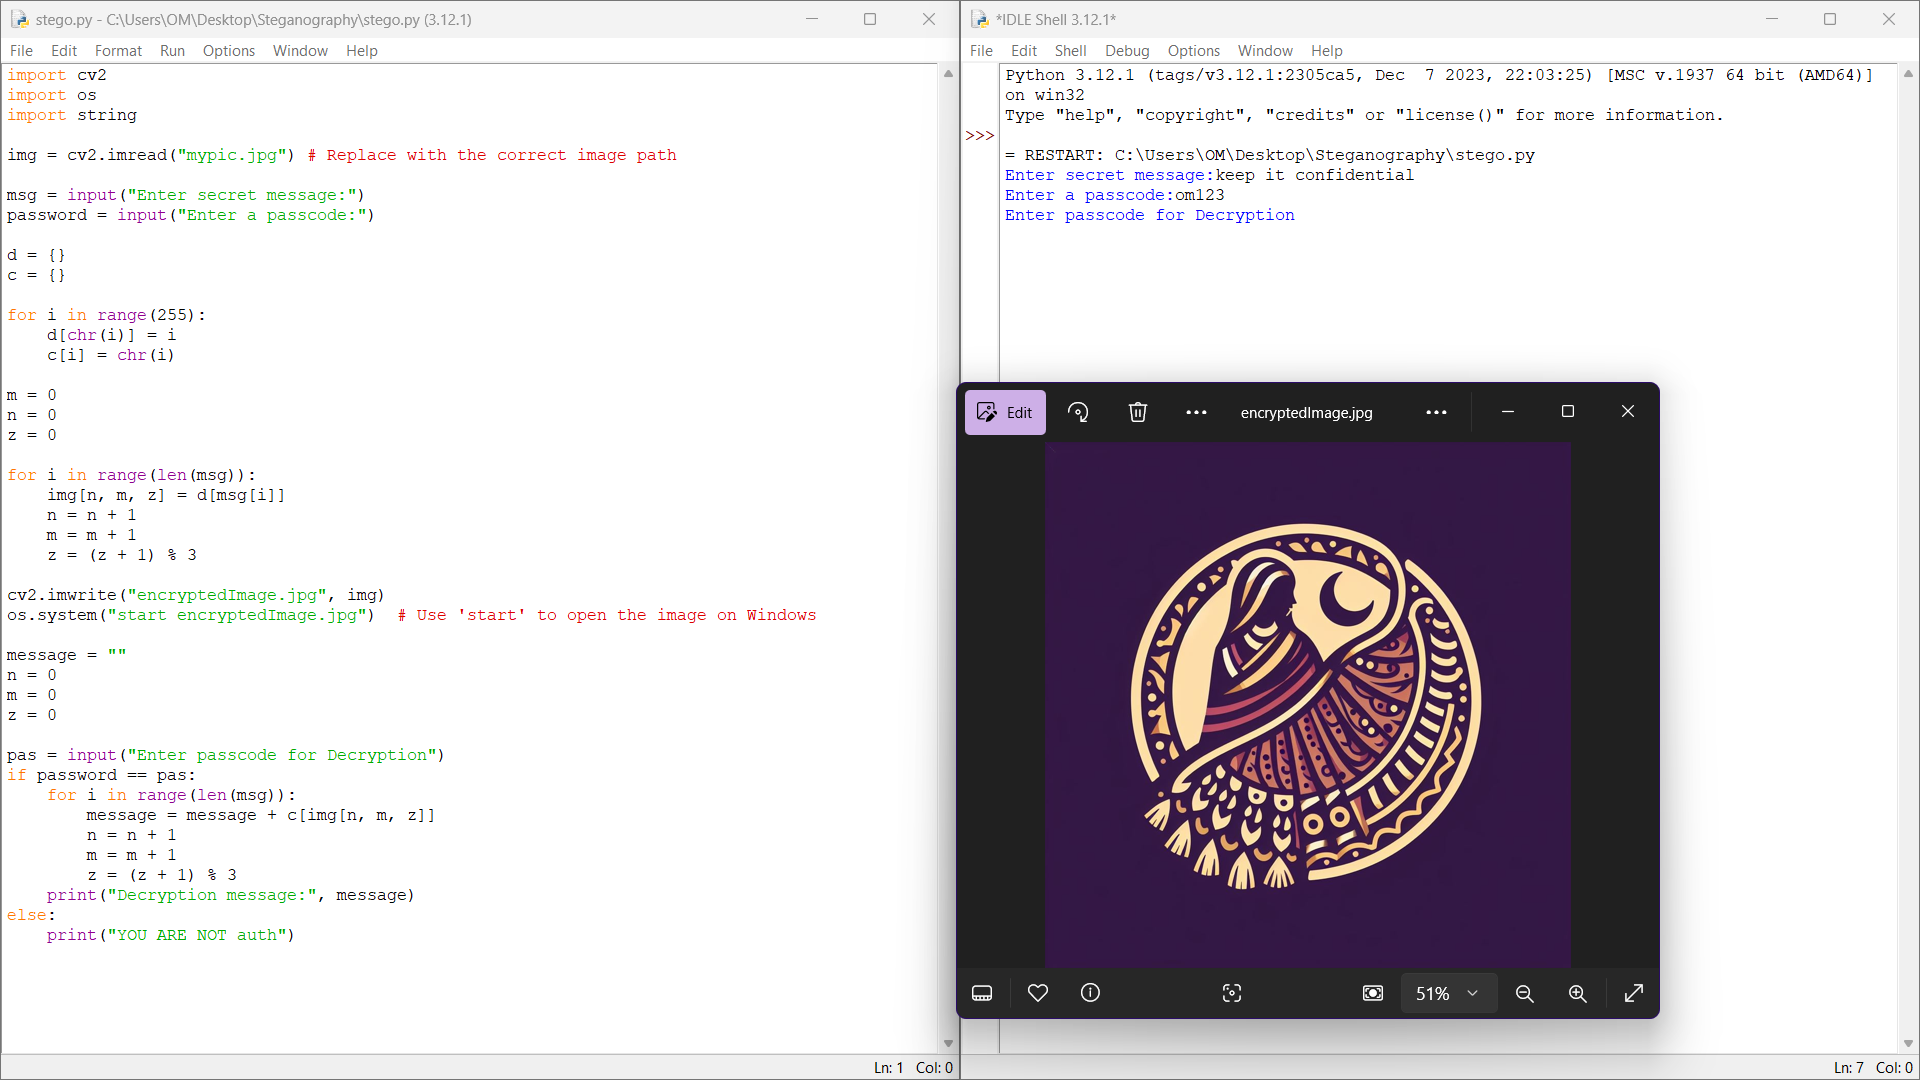 stego.py - C:\Users\OM\Desktop\Steganography\stego.py (3.12.1)
File Edit Format Run Options Window Help
import cv2
import os
import string
img = cv2.imread("mypic.jpg") # Replace with the correct image path
msg = input("Enter secret message:")
password = input("Enter a passcode:")
d = {}
c = {}
for i in range(255):
    d[chr(i)] = i
    c[i] = chr(i)
m = 0
n = 0
z = 0
for i in range(len(msg)):
    img[n, m, z] = d[msg[i]]
    n = n + 1
    m = m + 1
    z = (z + 1) % 3
cv2.imwrite("encryptedImage.jpg", img)
os.system("start encryptedImage.jpg")  # Use 'start' to open the image on Windows
message = ""
n = 0
m = 0
z = 0
pas = input("Enter passcode for Decryption")
if password == pas:
    for i in range(len(msg)):
        message = message + c[img[n, m, z]]
        n = n + 1
        m = m + 1
        z = (z + 1) % 3
    print("Decryption message:", message)
else:
    print("YOU ARE NOT auth")
Ln: 1 Col: 0
*IDLE Shell 3.12.1*
File Edit Shell Debug Options Window Help
Python 3.12.1 (tags/v3.12.1:2305ca5, Dec  7 2023, 22:03:25) [MSC v.1937 64 bit (AMD64)]
on win32
Type "help", "copyright", "credits" or "license()" for more information.
>>>
= RESTART: C:\Users\OM\Desktop\Steganography\stego.py
Enter secret message:keep it confidential
Enter a passcode:om123
Enter passcode for Decryption
Edit encryptedImage.jpg
51%
Ln: 7 Col: 0